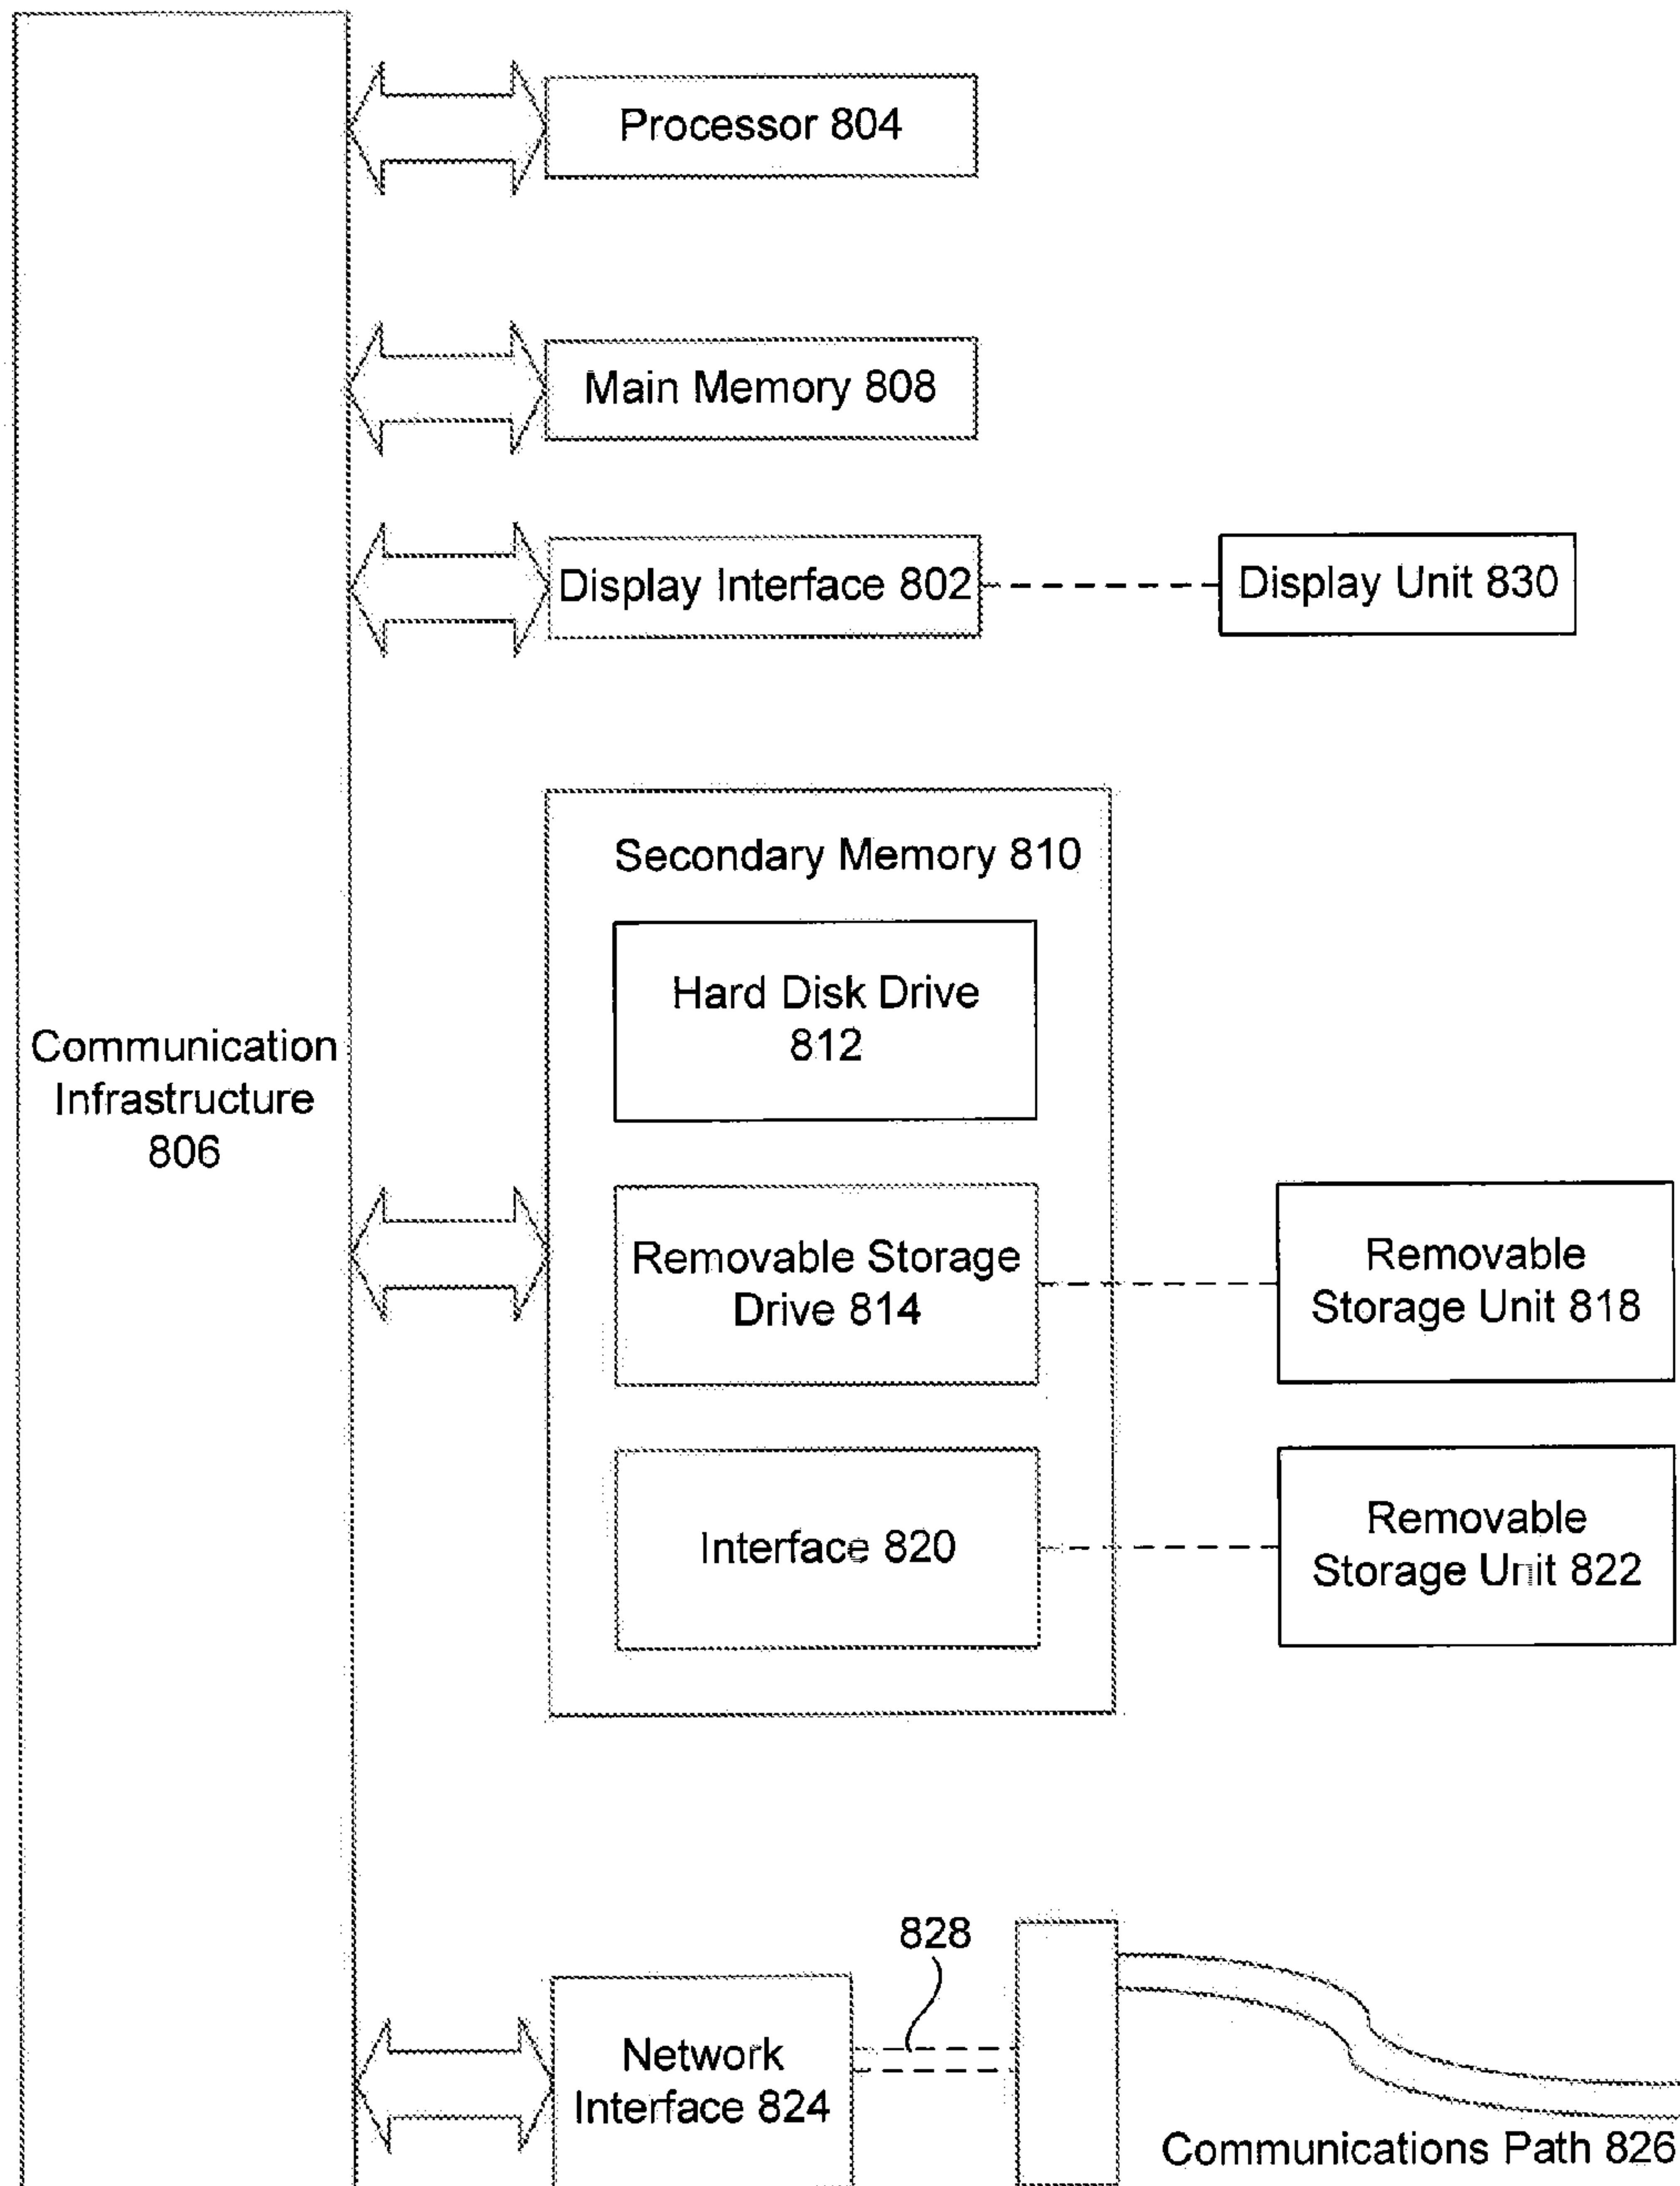 Processor 804
Main Memory 808
Display Interface 802
Display Unit 830
Secondary Memory 810
Hard Disk Drive
812
Communication
Infrastructure
806
Removable Storage
Drive 814
Removable
Storage Unit 818
Interface 820
Removable
Storage Unit 822
828
Network
Interface 824
Communications Path 826